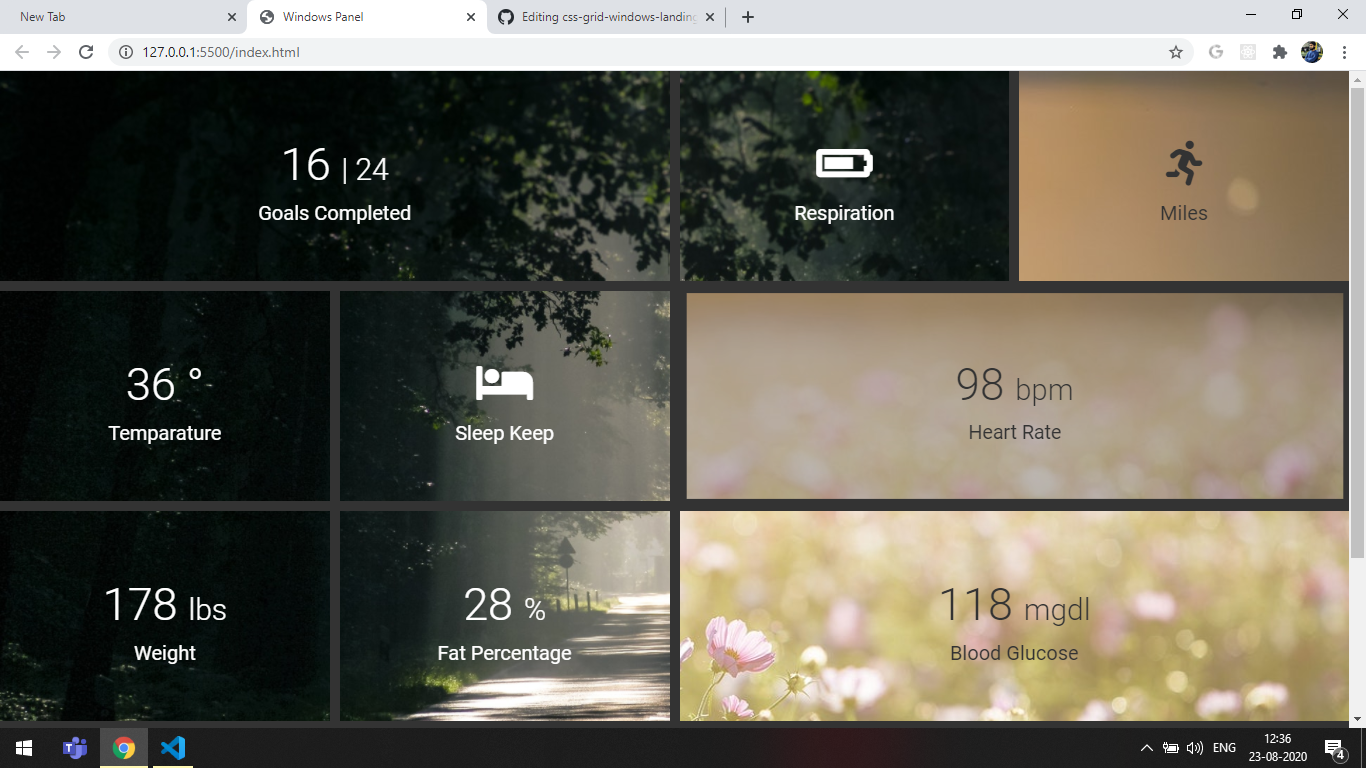 New Tab
Windows Panel
Editing css-grid-windows-landing
127.0.0.1:5500/index.html
16 | 24
Goals Completed
Respiration
Miles
36 °
Temparature
Sleep Keep
98 bpm
Heart Rate
178 lbs
Weight
28 %
Fat Percentage
118 mgdl
Blood Glucose
ENG
12:36
23-08-2020
4